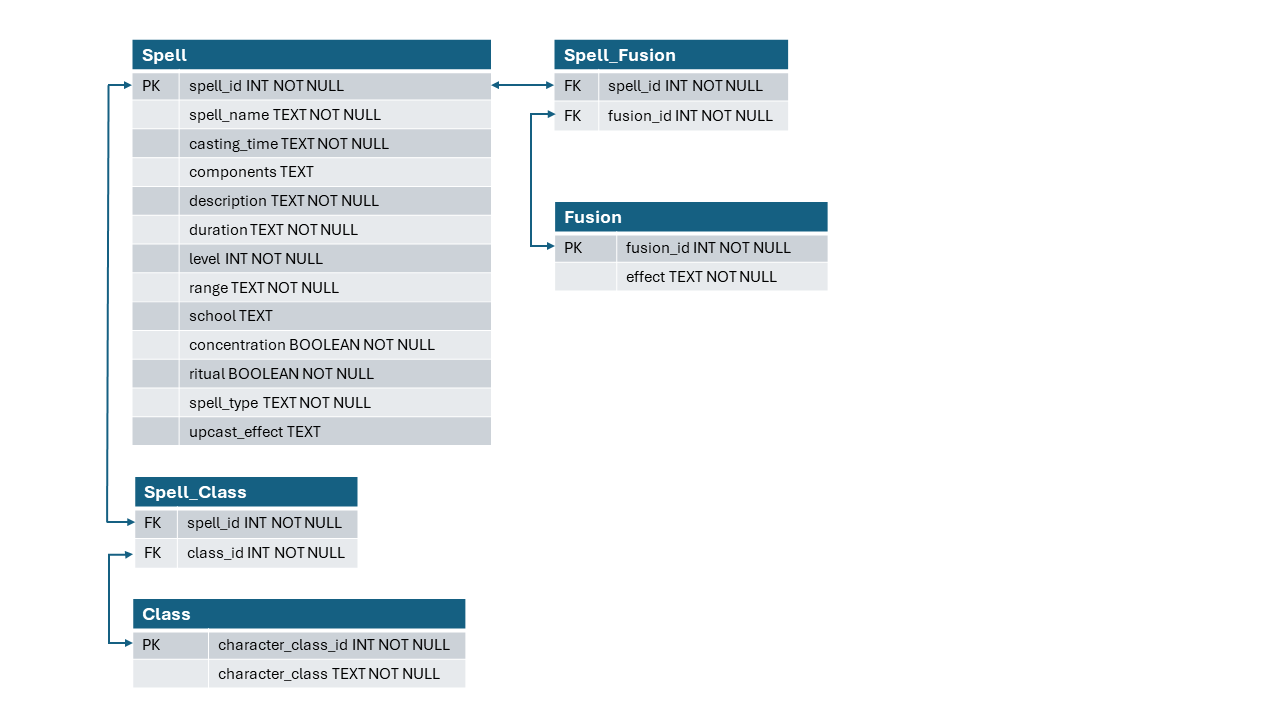 Spell
PK spell_id INT NOT NULL
spell_name TEXT NOT NULL
casting_time TEXT NOT NULL
components TEXT
description TEXT NOT NULL
duration TEXT NOT NULL
level INT NOT NULL
range TEXT NOT NULL
school TEXT
concentration BOOLEAN NOT NULL
ritual BOOLEAN NOT NULL
spell_type TEXT NOT NULL
upcast_effect TEXT
Spell_Fusion
FK spell_id INT NOT NULL
FK fusion_id INT NOT NULL
Fusion
PK fusion_id INT NOT NULL
effect TEXT NOT NULL
Spell_Class
FK spell_id INT NOT NULL
FK class_id INT NOT NULL
Class
PK character_class_id INT NOT NULL
character_class TEXT NOT NULL